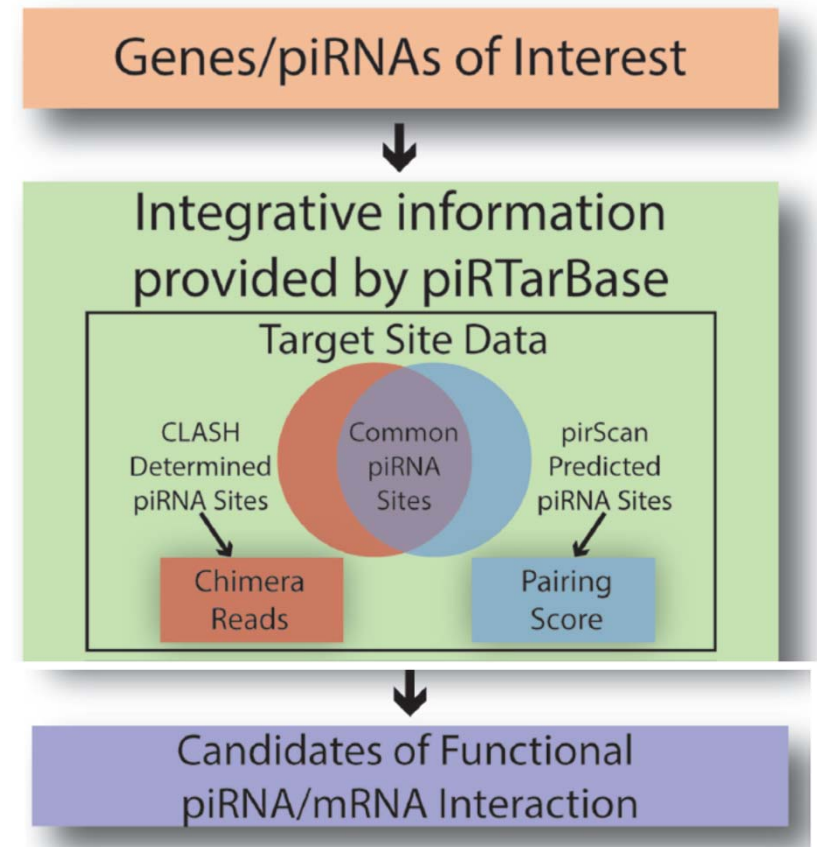 Genes/piRNAs of Interest
Integrative information
provided by piRTarBase
Target Site Data
CLASH
Determined
piRNA Sites
Common
piRNA
Sites
pirScan
Predicted
piRNA Sites
Chimera
Reads
Pairing
Score
Candidates of Functional
piRNA/mRNA Interaction